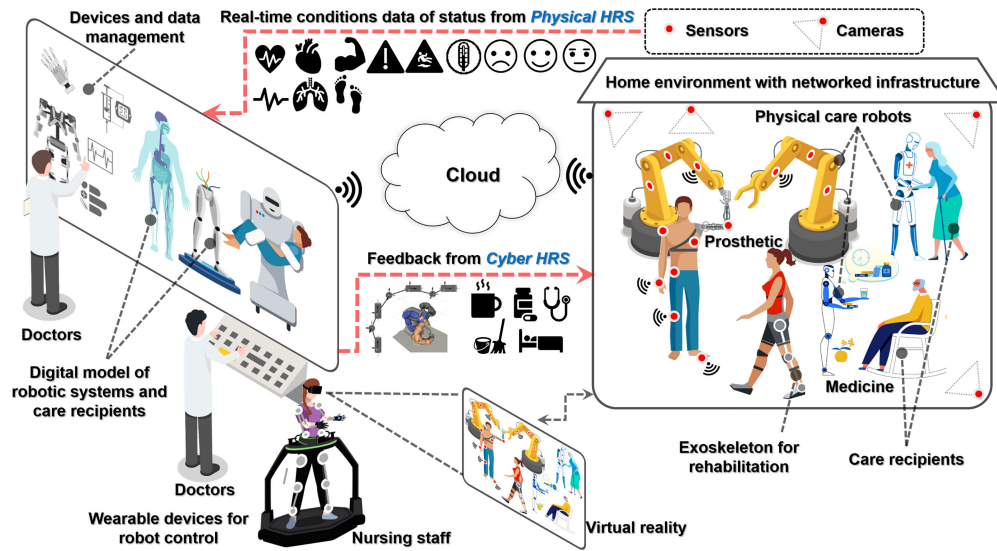 Devices and data
management
Real-time conditions data of status from Physical HRS
Sensors
Cameras
Home environment with networked infrastructure
Physical care robots
Cloud
Prosthetic
Feedback from Cyber HRS
Doctors
Medicine
Digital model of
robotic systems and
care recipients
Exoskeleton for
rehabilitation
Care recipients
Doctors
Wearable devices for
robot control
Nursing staff
Virtual reality